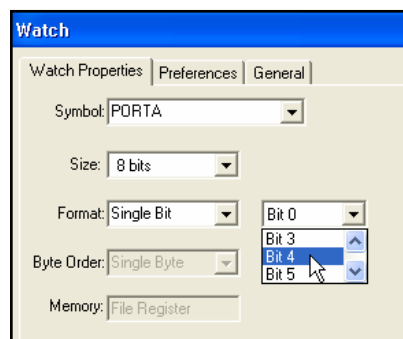 Watch
Watch Properties Preferences General
Symbol: PORTA
Size: 8 bits
Format: Single Bit Bit 0
Bit 3
Bit 4
Byte Order: Single Byte Bit 5
Memory: File Register